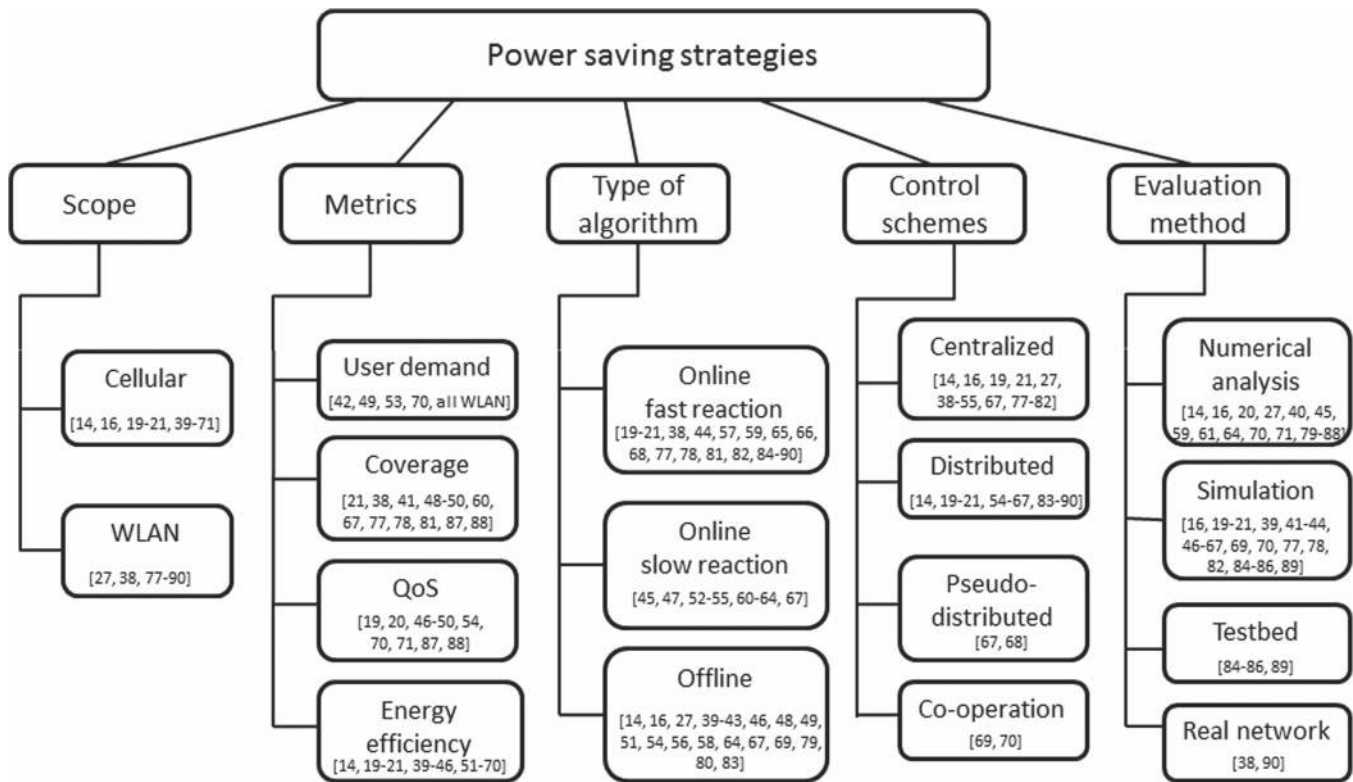 Power saving strategies
Scope
Metrics
Type of
algorithm
Control
schemes
Evaluation
method
Cellular
[14, 16, 19-21, 39-71]
WLAN
[27, 38, 77-90]
User demand
[42, 49, 53, 70, all WLAN]
Coverage
[21, 38, 41, 48-50, 60,
67, 77, 78, 81, 87, 88]
QoS
[19, 20, 46-50, 54,
70, 71, 87, 88]
Energy
efficiency
[14, 19-21, 39-46, 51-70]
Online
fast reaction
[19-21, 38, 44, 57, 59, 65, 66,
68, 77, 78, 81, 82, 84-90]
Online
slow reaction
[45, 47, 52-55, 60-64, 67]
Offline
[14, 16, 27, 39-43, 46, 48, 49,
51, 54, 56, 58, 64, 67, 69, 79,
80, 83]
Centralized
[14, 16, 19, 21, 27,
38-55, 67, 77-82]
Distributed
[14, 19-21, 54-67, 83-90]
Pseudo-
distributed
[67, 68]
Co-operation
[69, 70]
Numerical
analysis
[14, 16, 20, 27, 40, 45,
59, 61, 64, 70, 71, 79-88]
Simulation
[16, 19-21, 39, 41-44,
46-67, 69, 70, 77, 78,
82, 84-86, 89]
Testbed
[84-86, 89]
Real network
[38, 90]